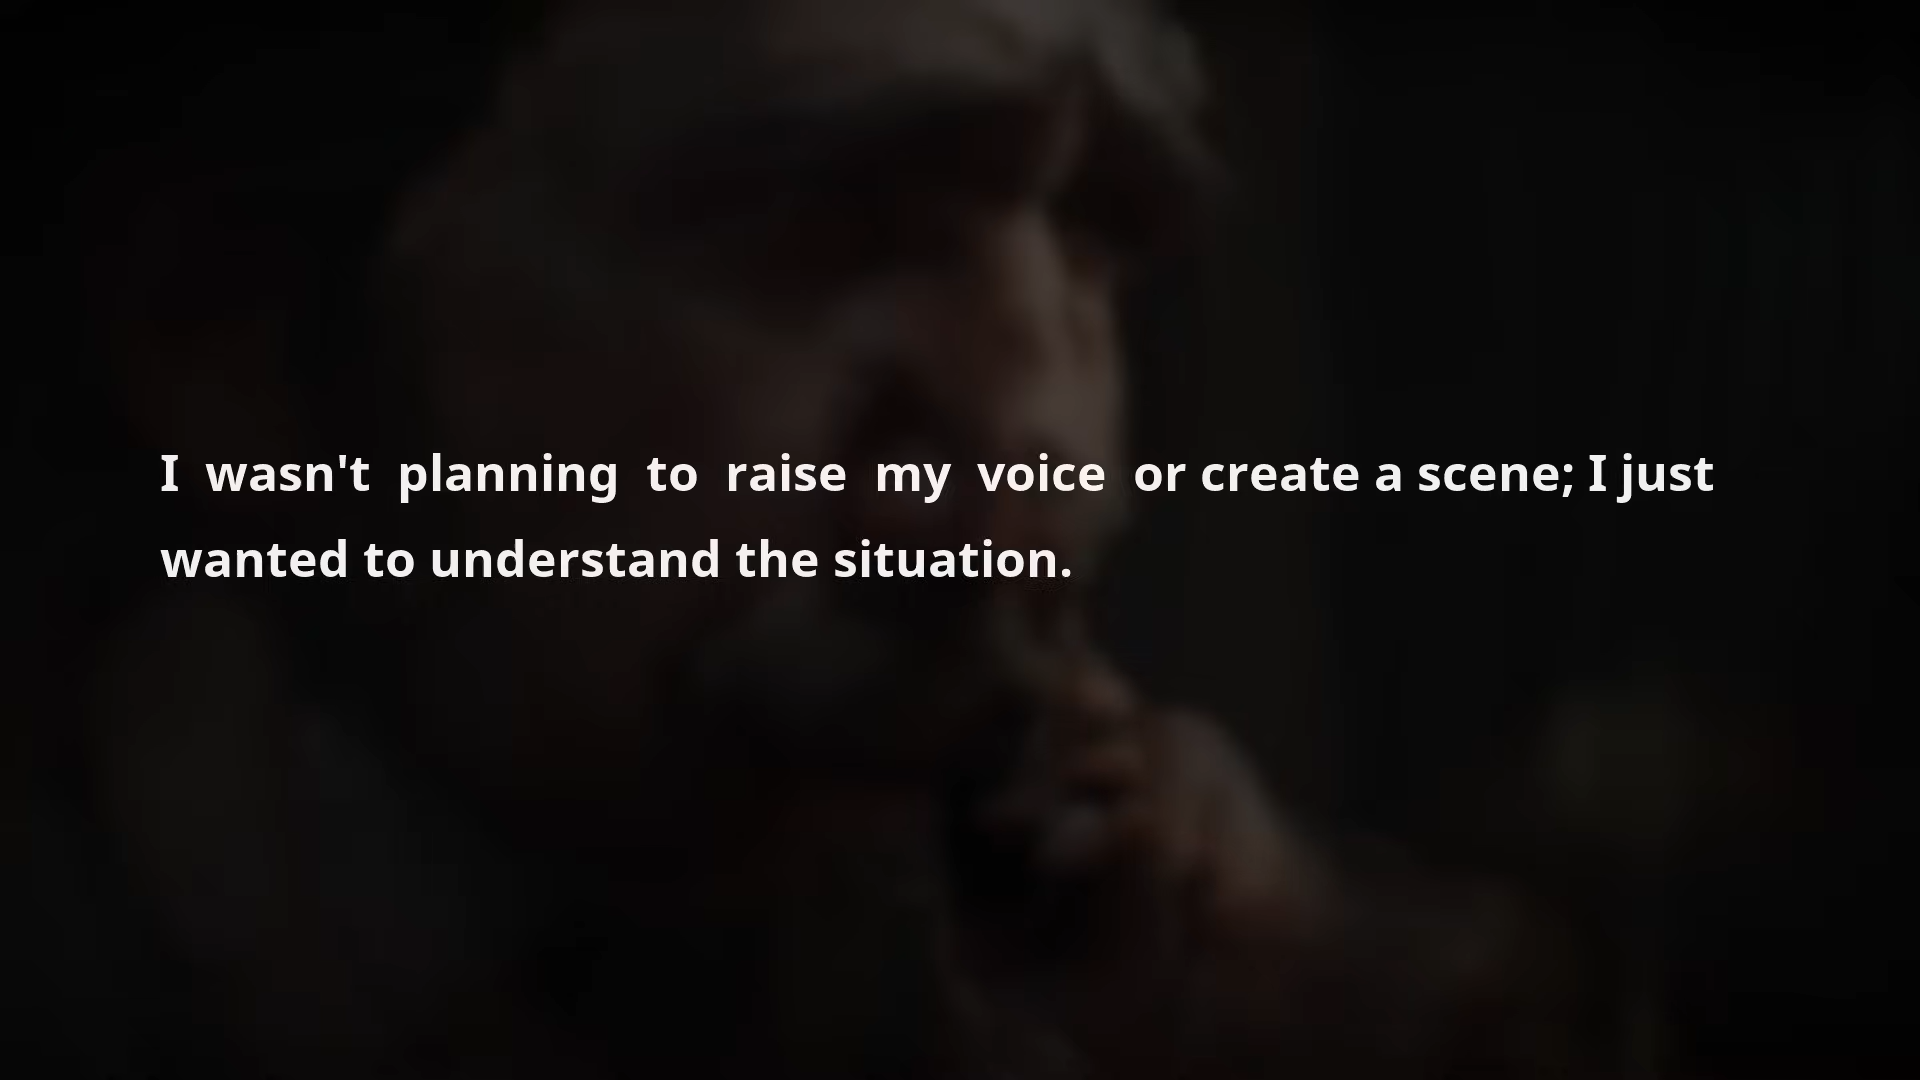 I wasn't planning to raise my voice or create a scene; I just
wanted to understand the situation.